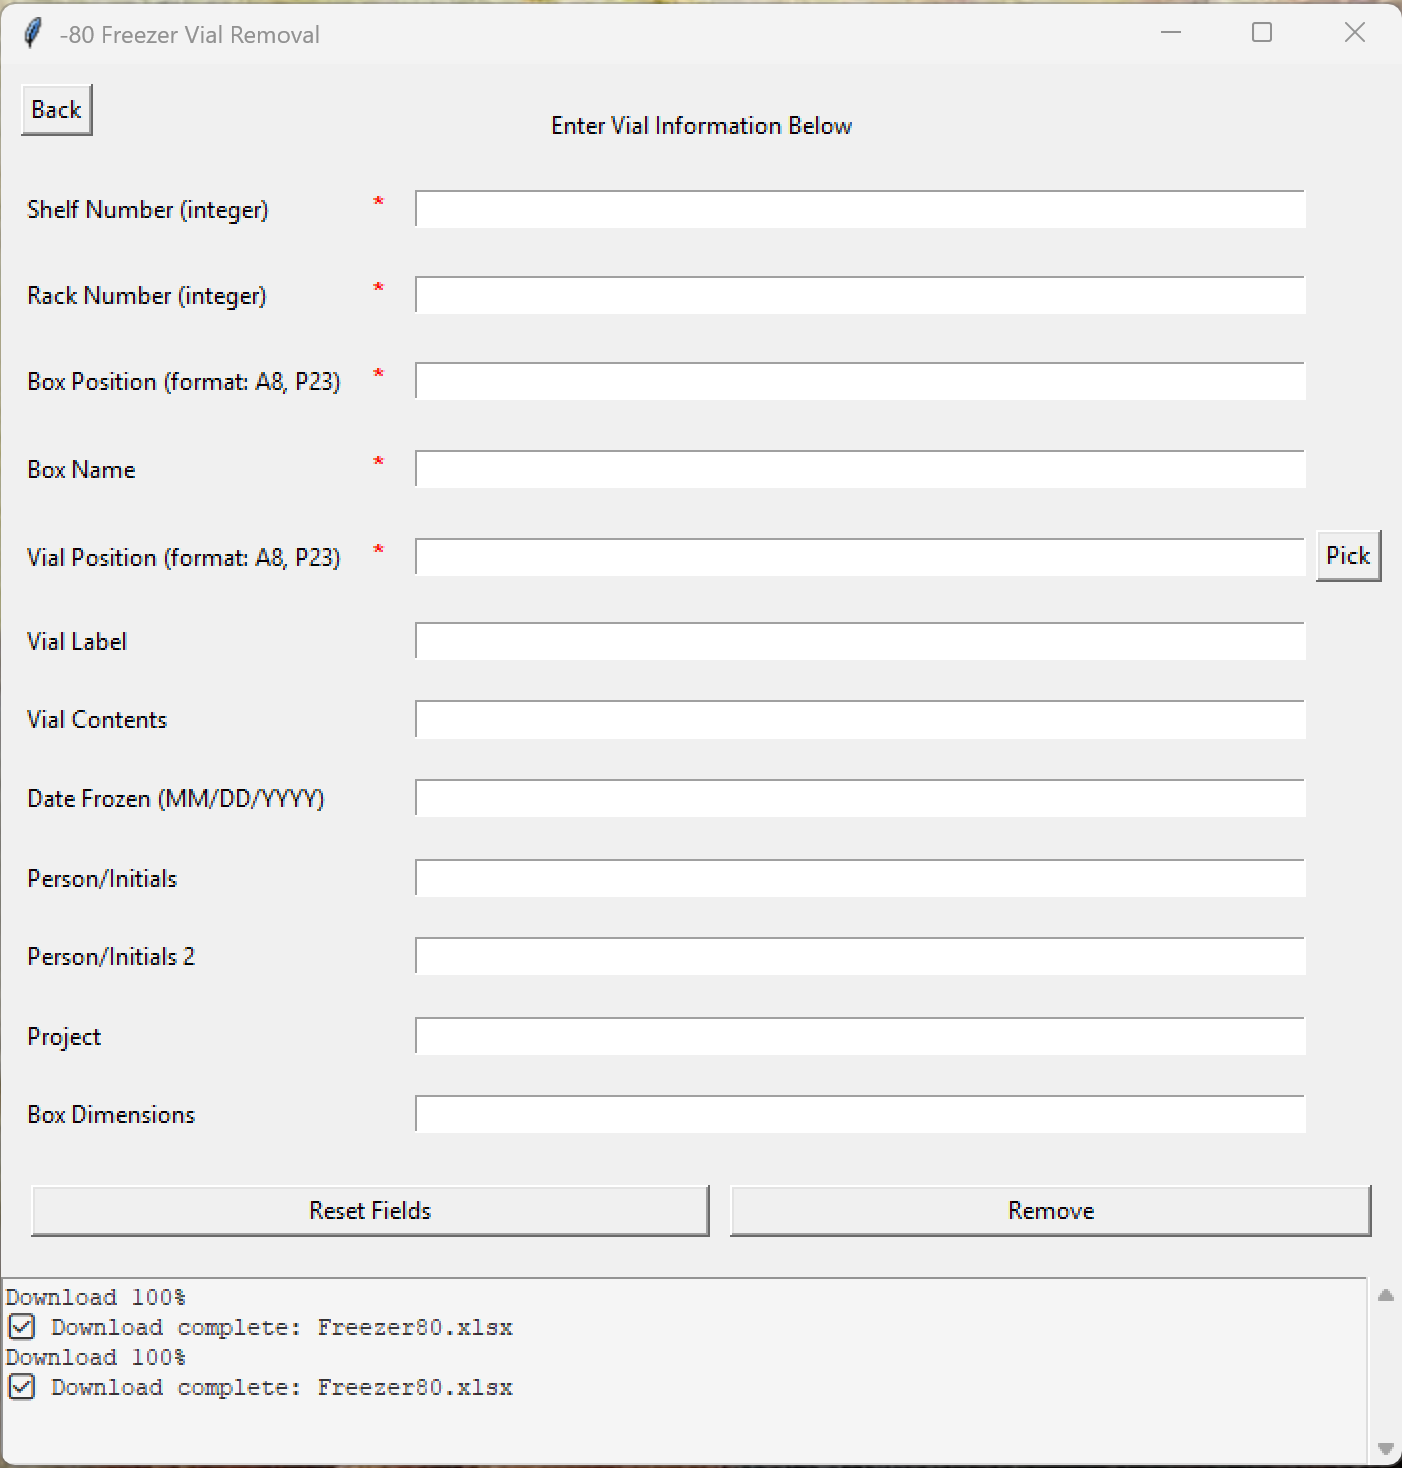 -80 Freezer Vial Removal
Back
Enter Vial Information Below
Shelf Number (integer) *
Rack Number (integer) *
Box Position (format: A8, P23) *
Box Name *
Vial Position (format: A8, P23) * Pick
Vial Label
Vial Contents
Date Frozen (MM/DD/YYYY)
Person/Initials
Person/Initials 2
Project
Box Dimensions
Reset Fields Remove
Download 100%
☑ Download complete: Freezer80.xlsx
Download 100%
☑ Download complete: Freezer80.xlsx